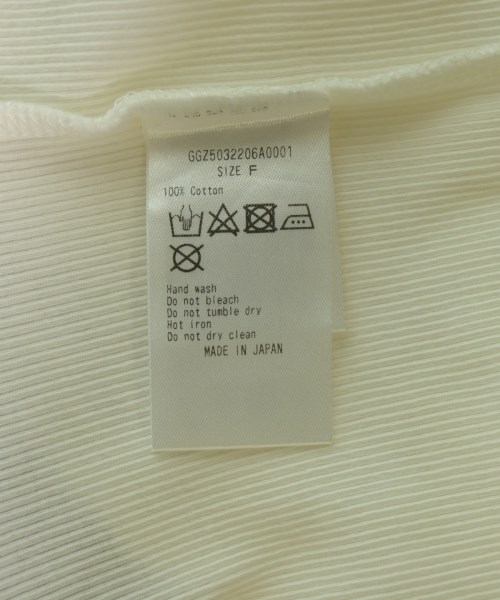 GGZ5032206A0001
SIZE F
100% Cotton
Hand wash
Do not bleach
Do not tumble dry
Hot iron
Do not dry clean
MADE IN JAPAN